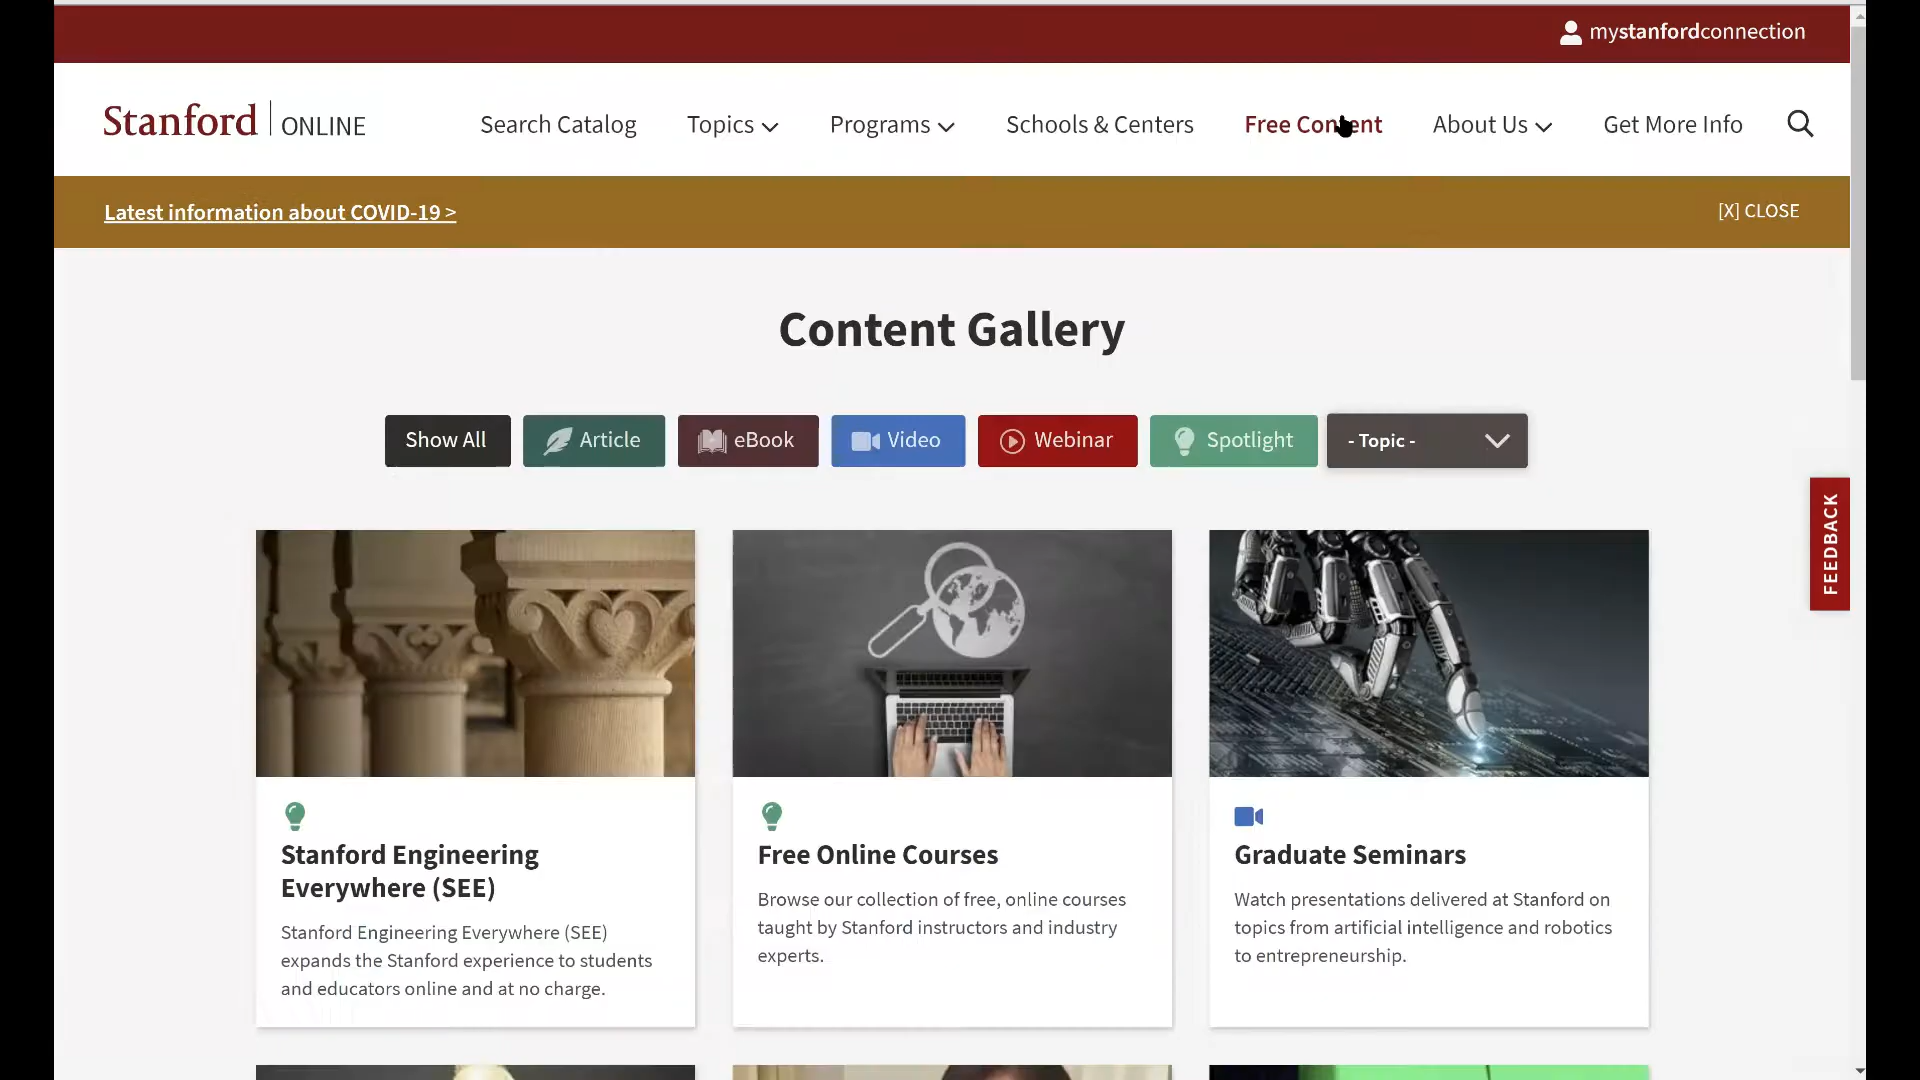 mystanfordconnection
Stanford ONLINE
Search Catalog Topics Programs Schools & Centers Free Content About Us Get More Info
Latest information about COVID-19 >
[X] CLOSE
Content Gallery
Show All Article eBook Video Webinar Spotlight - Topic -
FEEDBACK
Stanford Engineering
Everywhere (SEE)
Stanford Engineering Everywhere (SEE)
expands the Stanford experience to students
and educators online and at no charge.
Free Online Courses
Browse our collection of free, online courses
taught by Stanford instructors and industry
experts.
Graduate Seminars
Watch presentations delivered at Stanford on
topics from artificial intelligence and robotics
to entrepreneurship.